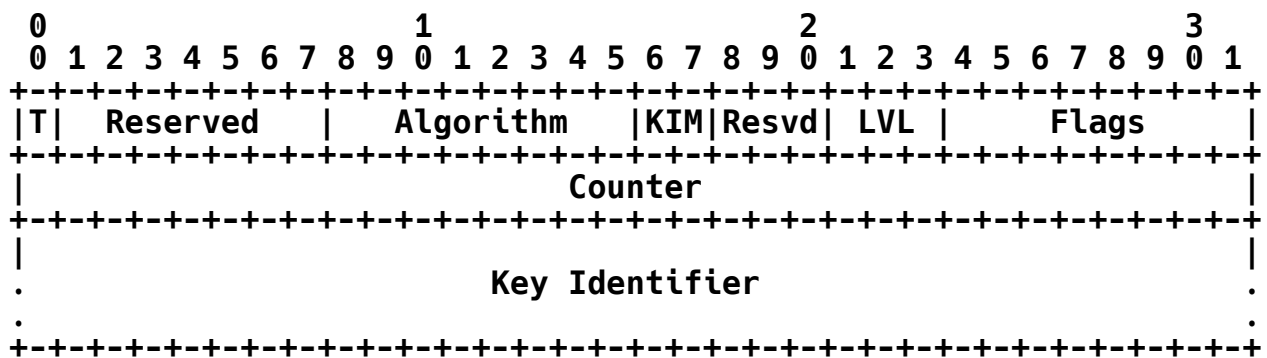 0                   1                   2                   3
 0 1 2 3 4 5 6 7 8 9 0 1 2 3 4 5 6 7 8 9 0 1 2 3 4 5 6 7 8 9 0 1
+-+-+-+-+-+-+-+-+-+-+-+-+-+-+-+-+-+-+-+-+-+-+-+-+-+-+-+-+-+-+-+-+
|T|  Reserved   |   Algorithm   |KIM|Resvd| LVL |     Flags     |
+-+-+-+-+-+-+-+-+-+-+-+-+-+-+-+-+-+-+-+-+-+-+-+-+-+-+-+-+-+-+-+-+
|                            Counter                            |
+-+-+-+-+-+-+-+-+-+-+-+-+-+-+-+-+-+-+-+-+-+-+-+-+-+-+-+-+-+-+-+-+
|                                                               |
.                        Key Identifier                         .
.                                                               .
+-+-+-+-+-+-+-+-+-+-+-+-+-+-+-+-+-+-+-+-+-+-+-+-+-+-+-+-+-+-+-+-+